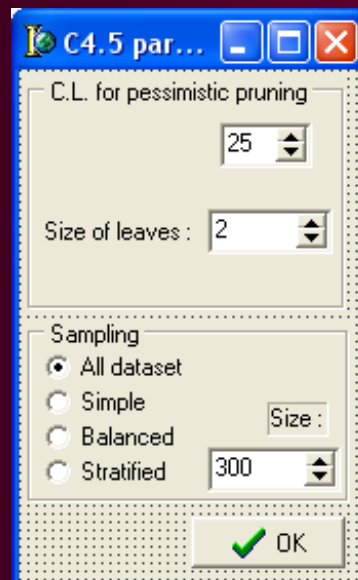 C4.5 par...
C.L. for pessimistic pruning
25
Size of leaves : 2
Sampling
All dataset
Simple
Size :
Balanced
Stratified 300
OK